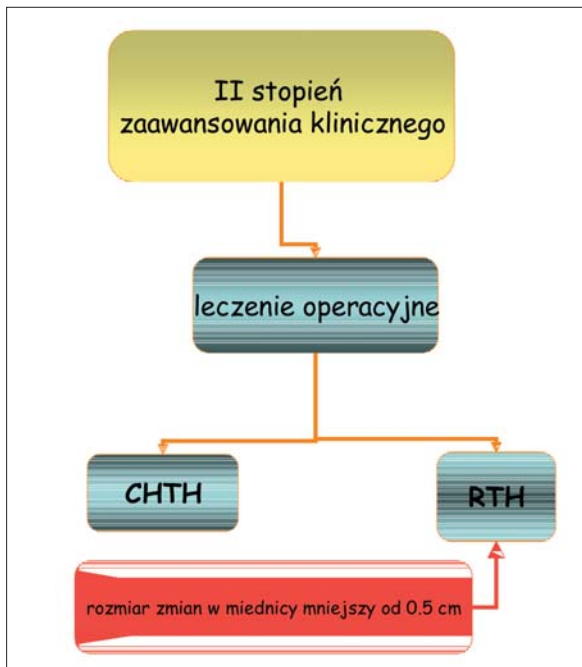 II stopień
zaawansowania klinicznego
leczenie operacyjne
CHTH
RTH
rozmiar zmian w miednicy mniejszy od 0.5 cm